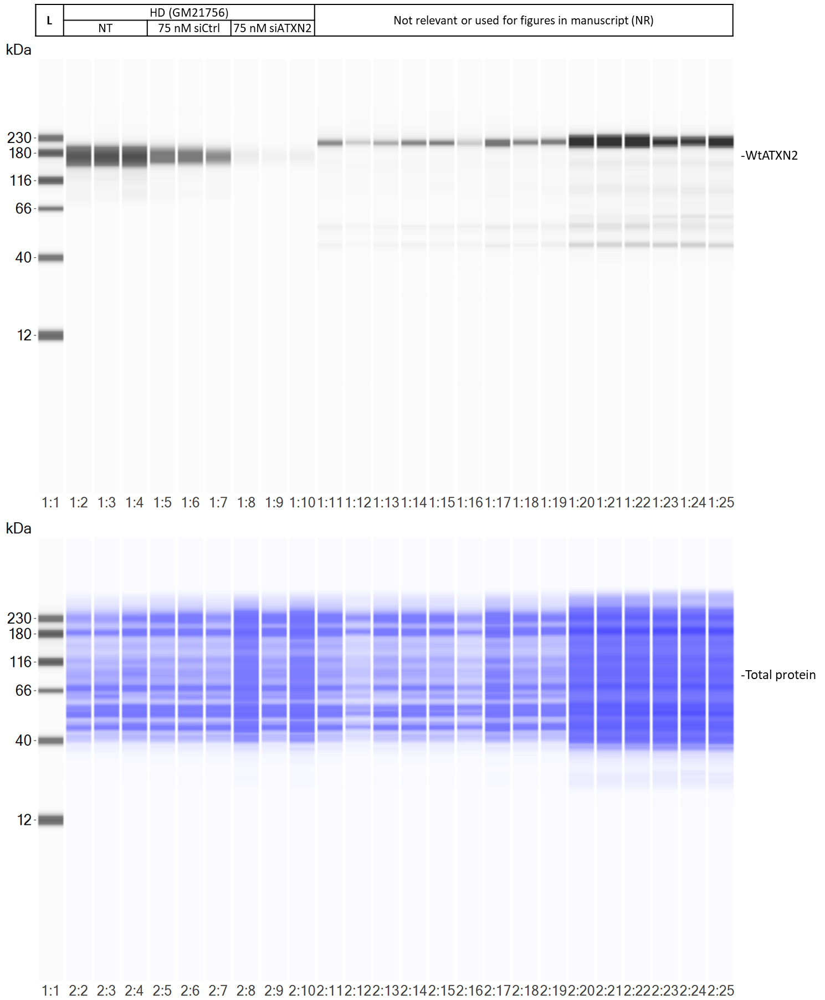 L
HD (GM21756)
NT
75 nM siCtrl
75 nM siATXN2
Not relevant or used for figures in manuscript (NR)
kDa
230
180
116
66
40
12
-WtATXN2
1:1 1:2 1:3 1:4 1:5 1:6 1:7 1:8 1:9 1:10 1:11 1:12 1:13 1:14 1:15 1:16 1:17 1:18 1:19 1:20 1:21 1:22 1:23 1:24 1:25
kDa
230
180
116
66
40
12
-Total protein
1:1 2:2 2:3 2:4 2:5 2:6 2:7 2:8 2:9 2:10 2:11 2:12 2:13 2:14 2:15 2:16 2:17 2:18 2:19 2:20 2:21 2:22 2:23 2:24 2:25